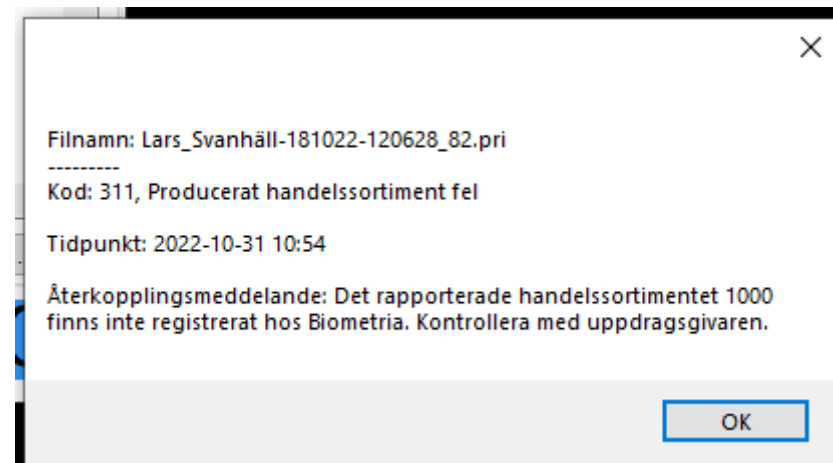 Filnamn: Lars_Svanhäll-181022-120628_82.pri
---------
Kod: 311, Producerat handelssortiment fel
Tidpunkt: 2022-10-31 10:54
Återkopplingsmeddelande: Det rapporterade handelssortimentet 1000
finns inte registrerat hos Biometria. Kontrollera med uppdragsgivaren.
OK